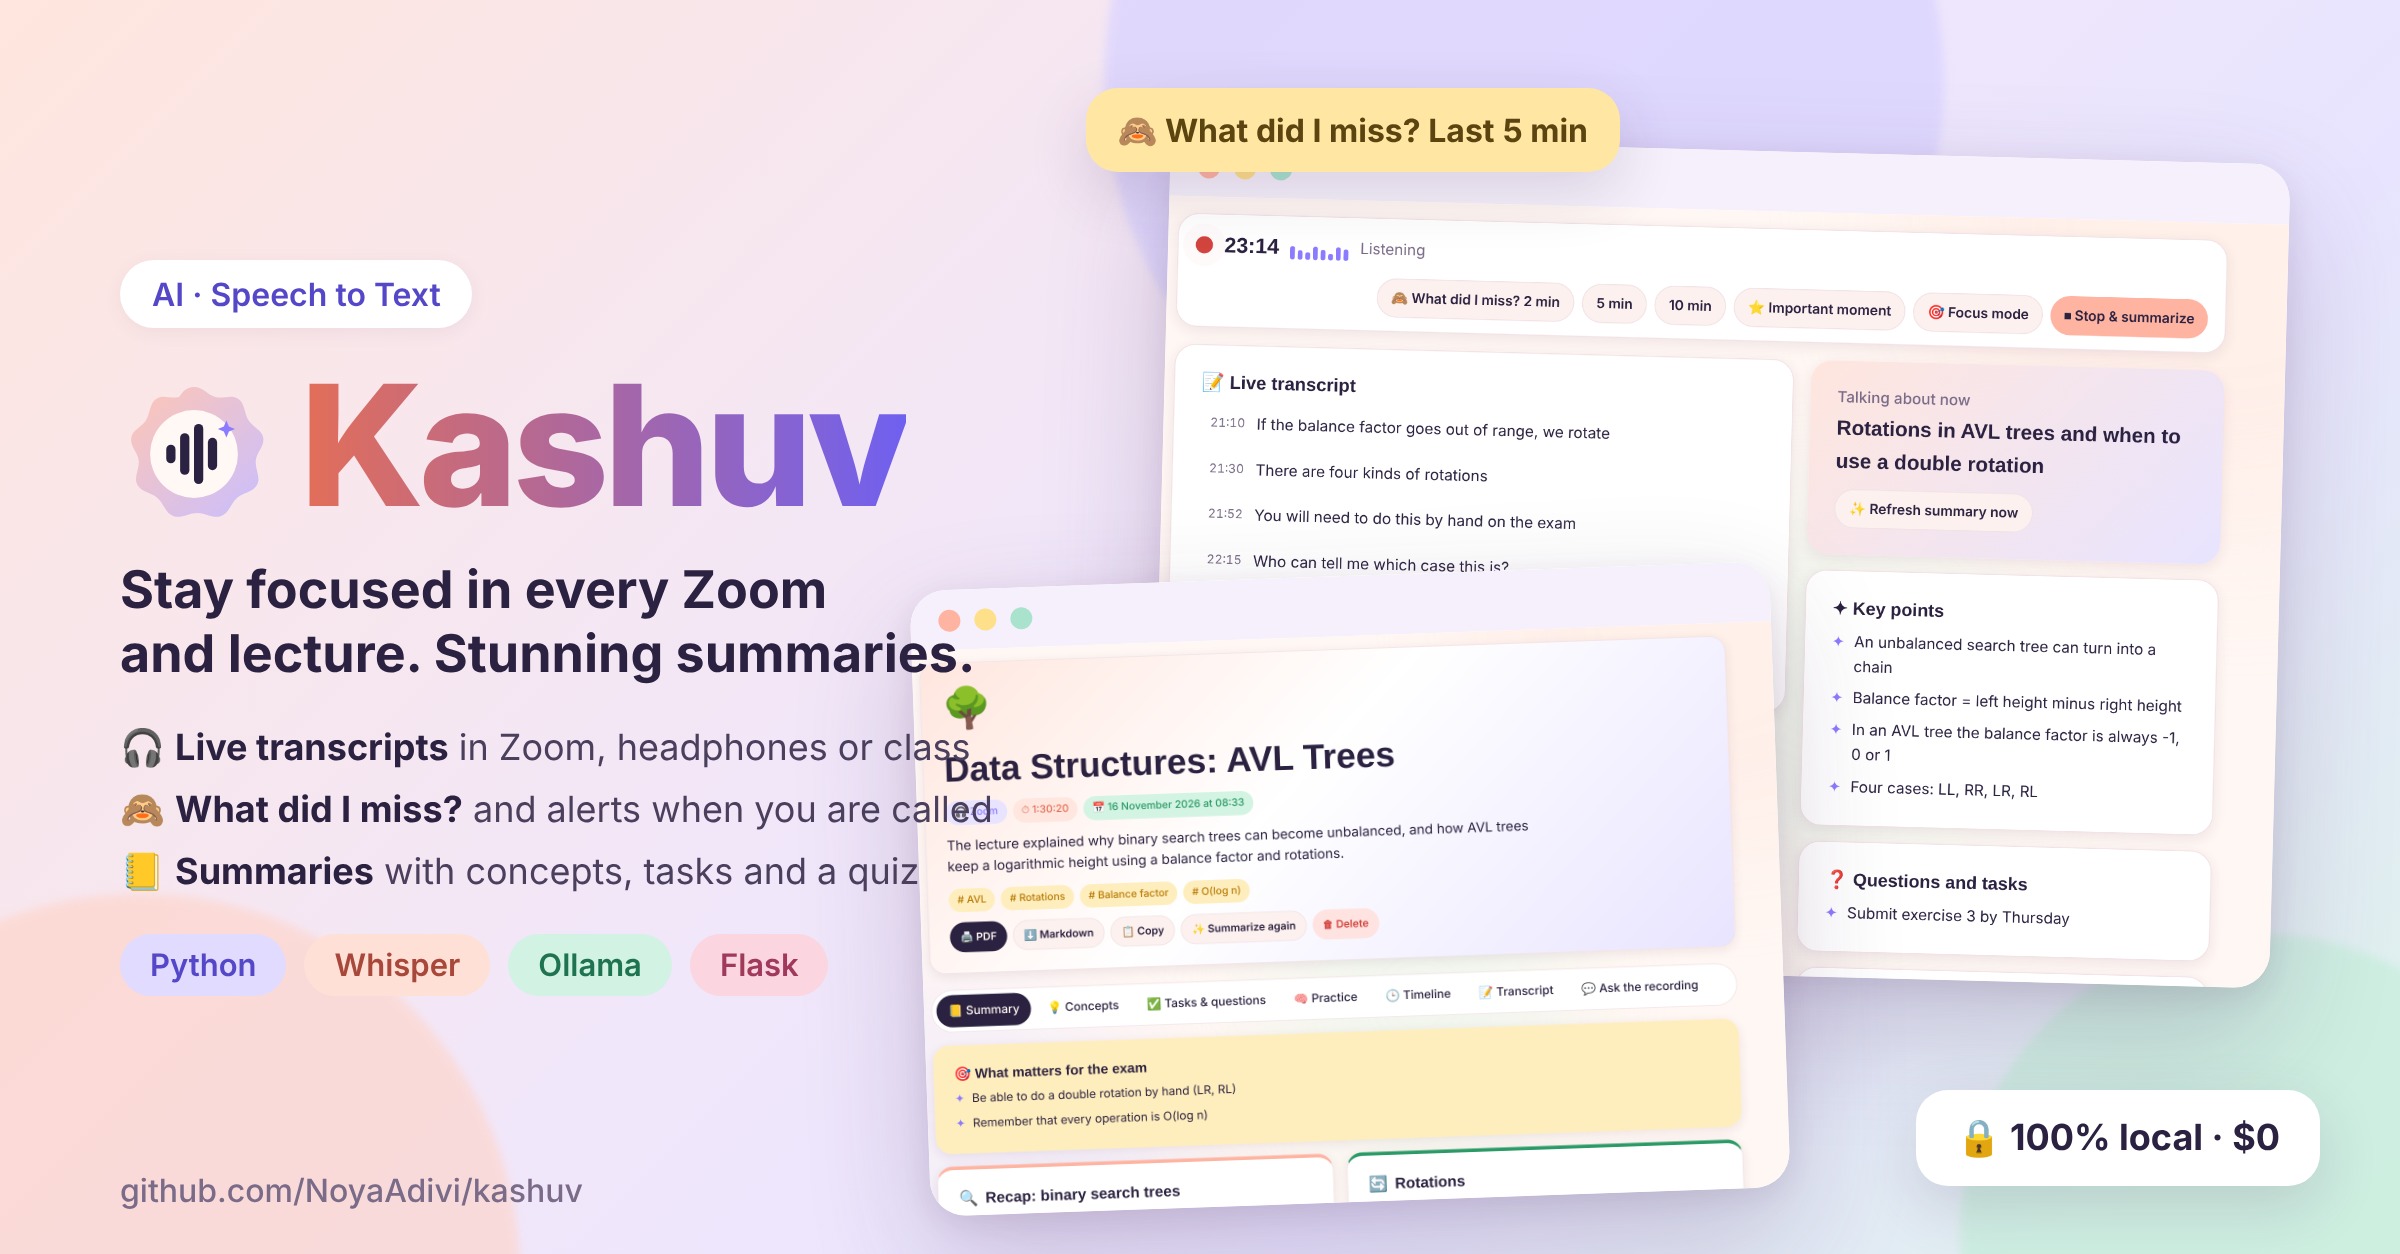 AI · Speech to Text
Kashuv
Stay focused in every Zoom
and lecture. Stunning summaries.
🎧 Live transcripts in Zoom, headphones or class
🙈 What did I miss? and alerts when you are called
📒 Summaries with concepts, tasks and a quiz
Python Whisper Ollama Flask
github.com/NoyaAdivi/kashuv
🙈 What did I miss? Last 5 min
23:14 Listening
🙈 What did I miss? 2 min 5 min 10 min ⭐ Important moment 🎯 Focus mode ■ Stop & summarize
📝 Live transcript
21:10 If the balance factor goes out of range, we rotate
21:30 There are four kinds of rotations
21:52 You will need to do this by hand on the exam
22:15 Who can tell me which case this is?
Talking about now
Rotations in AVL trees and when to
use a double rotation
✨ Refresh summary now
✦ Key points
✦ An unbalanced search tree can turn into a
chain
✦ Balance factor = left height minus right height
✦ In an AVL tree the balance factor is always -1,
0 or 1
✦ Four cases: LL, RR, LR, RL
❓ Questions and tasks
✦ Submit exercise 3 by Thursday
🌳
Data Structures: AVL Trees
🎧 Zoom ⏱ 1:30:20 📅 16 November 2026 at 08:33
The lecture explained why binary search trees can become unbalanced, and how AVL trees
keep a logarithmic height using a balance factor and rotations.
# AVL # Rotations # Balance factor # O(log n)
🖨️ PDF ⬇️ Markdown 📋 Copy ✨ Summarize again 🗑 Delete
📒 Summary 💡 Concepts ✅ Tasks & questions 🧠 Practice 🕒 Timeline 📝 Transcript 💬 Ask the recording
🎯 What matters for the exam
✦ Be able to do a double rotation by hand (LR, RL)
✦ Remember that every operation is O(log n)
🔍 Recap: binary search trees
🔄 Rotations
🔒 100% local · $0